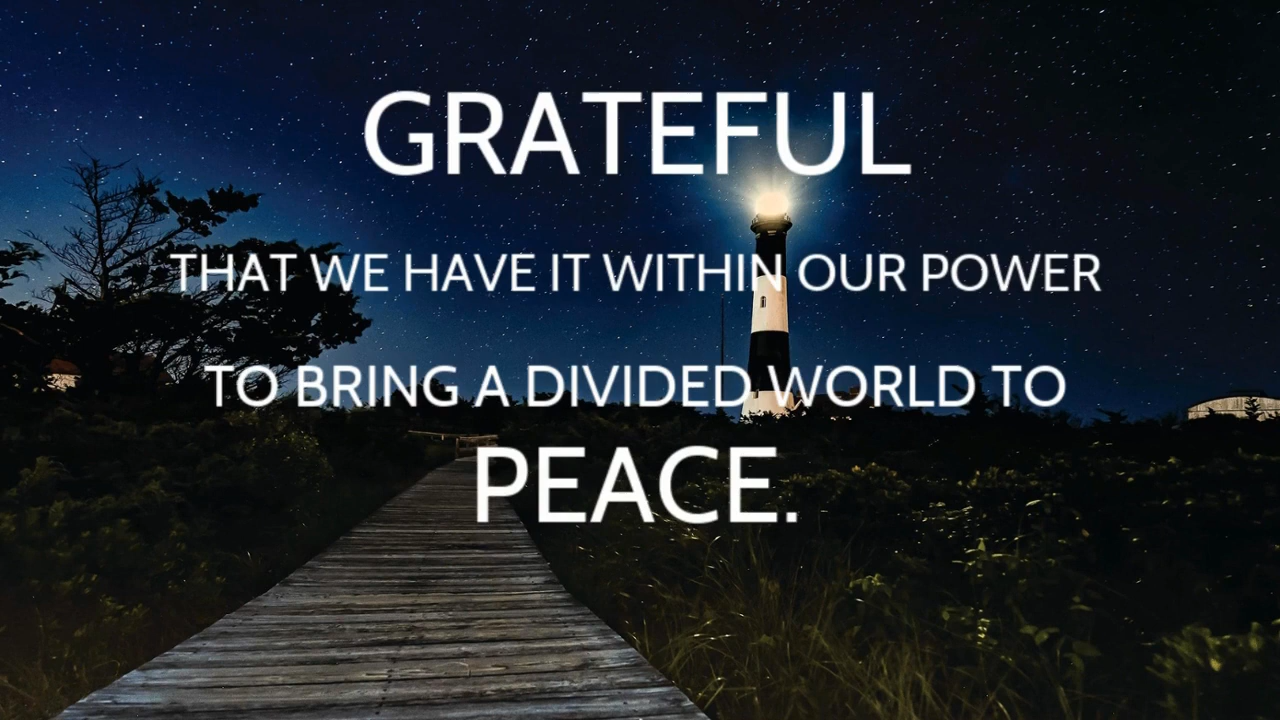 GRATEFUL
THAT WE HAVE IT WITHIN OUR POWER
TO BRING A DIVIDED WORLD TO
PEACE.